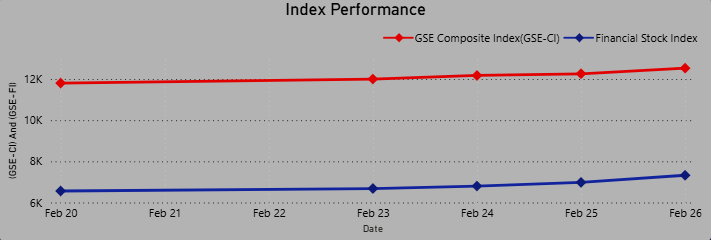 Index Performance
GSE Composite Index(GSE-CI) Financial Stock Index
(GSE-CI) And (GSE-FI)
12K
10K
8K
6K
Feb 20 Feb 21 Feb 22 Feb 23 Feb 24 Feb 25 Feb 26
Date